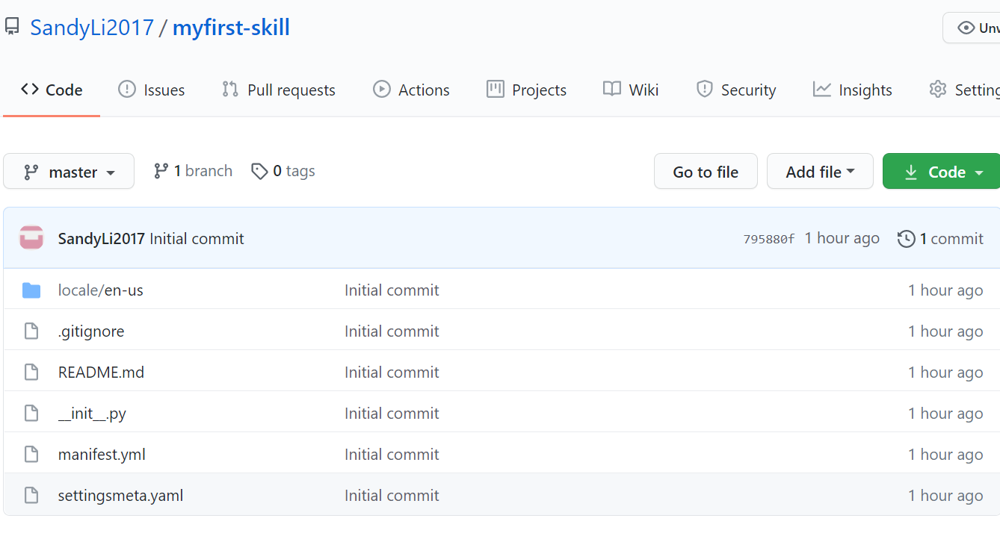 SandyLi2017 / myfirst-skill Unw
Code Issues Pull requests Actions Projects Wiki Security Insights Setting
master 1 branch 0 tags Go to file Add file Code
SandyLi2017 Initial commit 795880f 1 hour ago 1 commit
locale/en-us Initial commit 1 hour ago
.gitignore Initial commit 1 hour ago
README.md Initial commit 1 hour ago
__init__.py Initial commit 1 hour ago
manifest.yml Initial commit 1 hour ago
settingsmeta.yaml Initial commit 1 hour ago